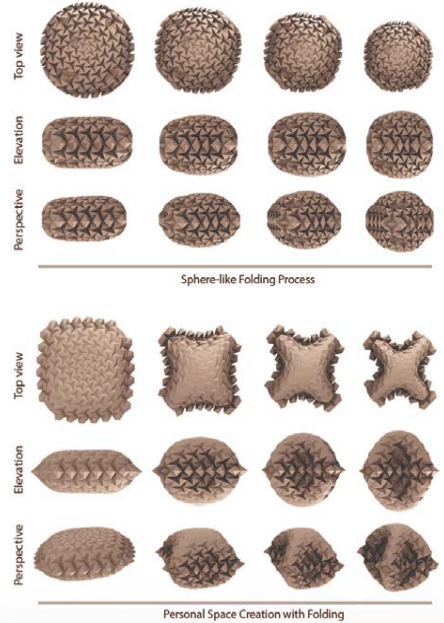 Top view
Elevation
Perspective
Sphere-like Folding Process
Top view
Elevation
Perspective
Personal Space Creation with Folding